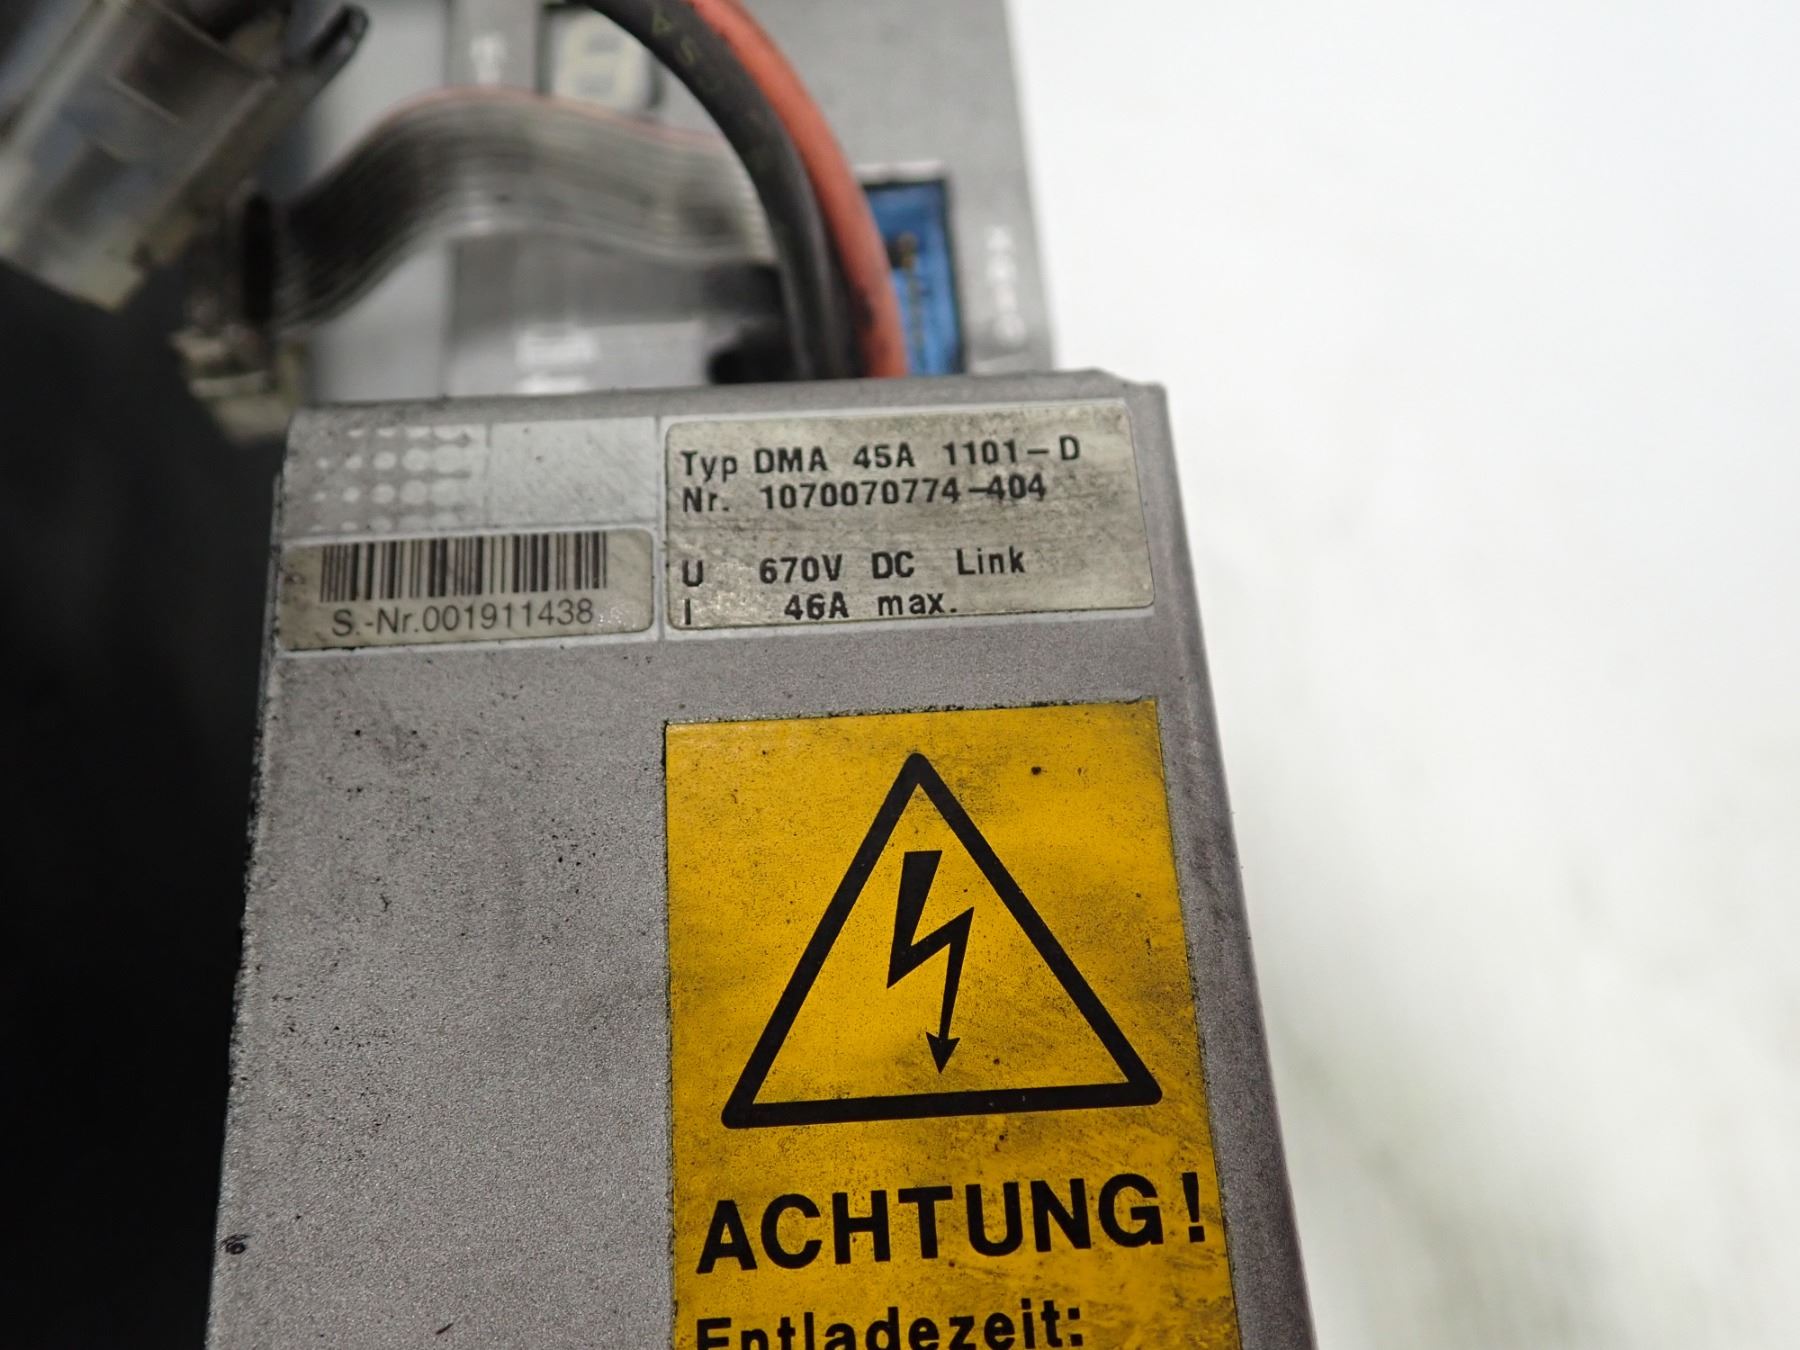 Typ DMA 45A 1101-D
Nr. 1070070774-404
U 670V DC Link
I 46A max.
S.-Nr.001911438
ACHTUNG!
Entladezeit: